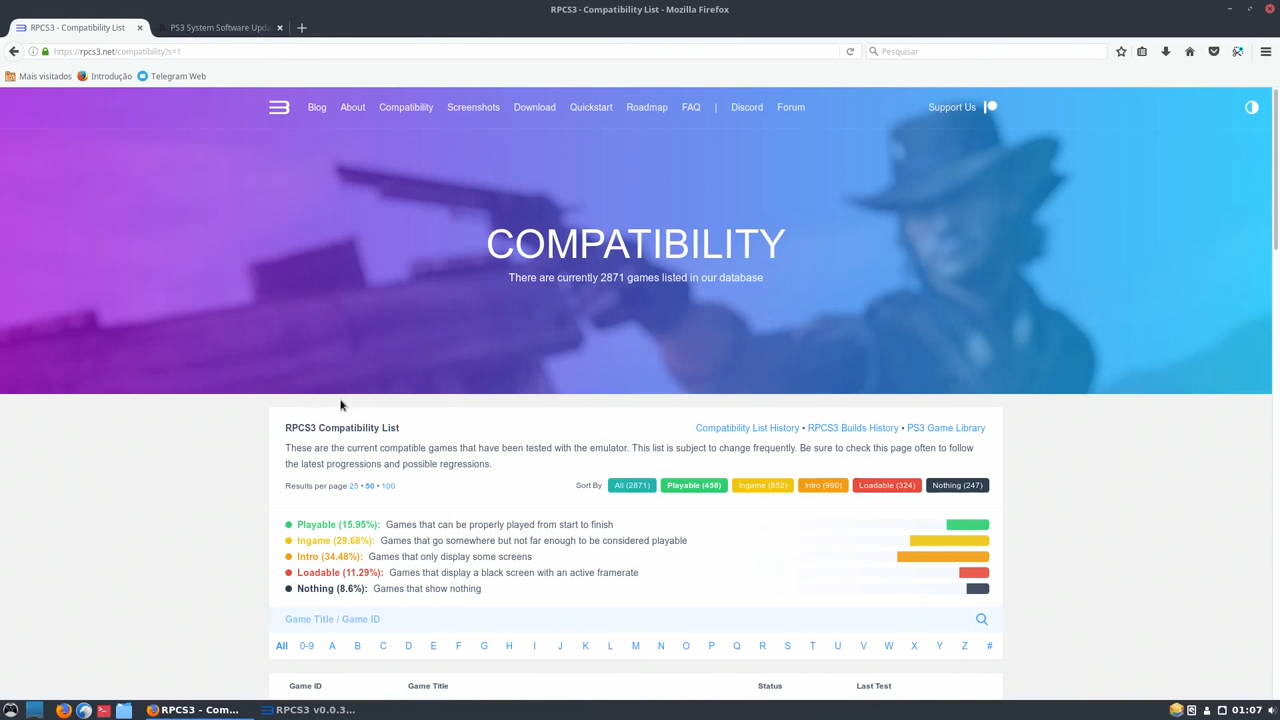 RPCS3 - Compatibility List - Mozilla Firefox
RPCS3 - Compatibility List
PS3 System Software Upda
https://rpcs3.net/compatibility?s=1
Pesquisar
Mais visitados Introdução Telegram Web
Blog About Compatibility Screenshots Download Quickstart Roadmap FAQ | Discord Forum Support Us
COMPATIBILITY
There are currently 2871 games listed in our database
RPCS3 Compatibility List Compatibility List History • RPCS3 Builds History • PS3 Game Library
These are the current compatible games that have been tested with the emulator. This list is subject to change frequently. Be sure to check this page often to follow
the latest progressions and possible regressions.
Results per page 25 • 50 • 100 Sort By All (2871) Playable (458) Ingame (852) Intro (990) Loadable (324) Nothing (247)
Playable (15.95%): Games that can be properly played from start to finish
Ingame (29.68%): Games that go somewhere but not far enough to be considered playable
Intro (34.48%): Games that only display some screens
Loadable (11.29%): Games that display a black screen with an active framerate
Nothing (8.6%): Games that show nothing
Game Title / Game ID
All 0-9 A B C D E F G H I J K L M N O P Q R S T U V W X Y Z #
Game ID Game Title Status Last Test
RPCS3 - Com... RPCS3 v0.0.3... 01:07